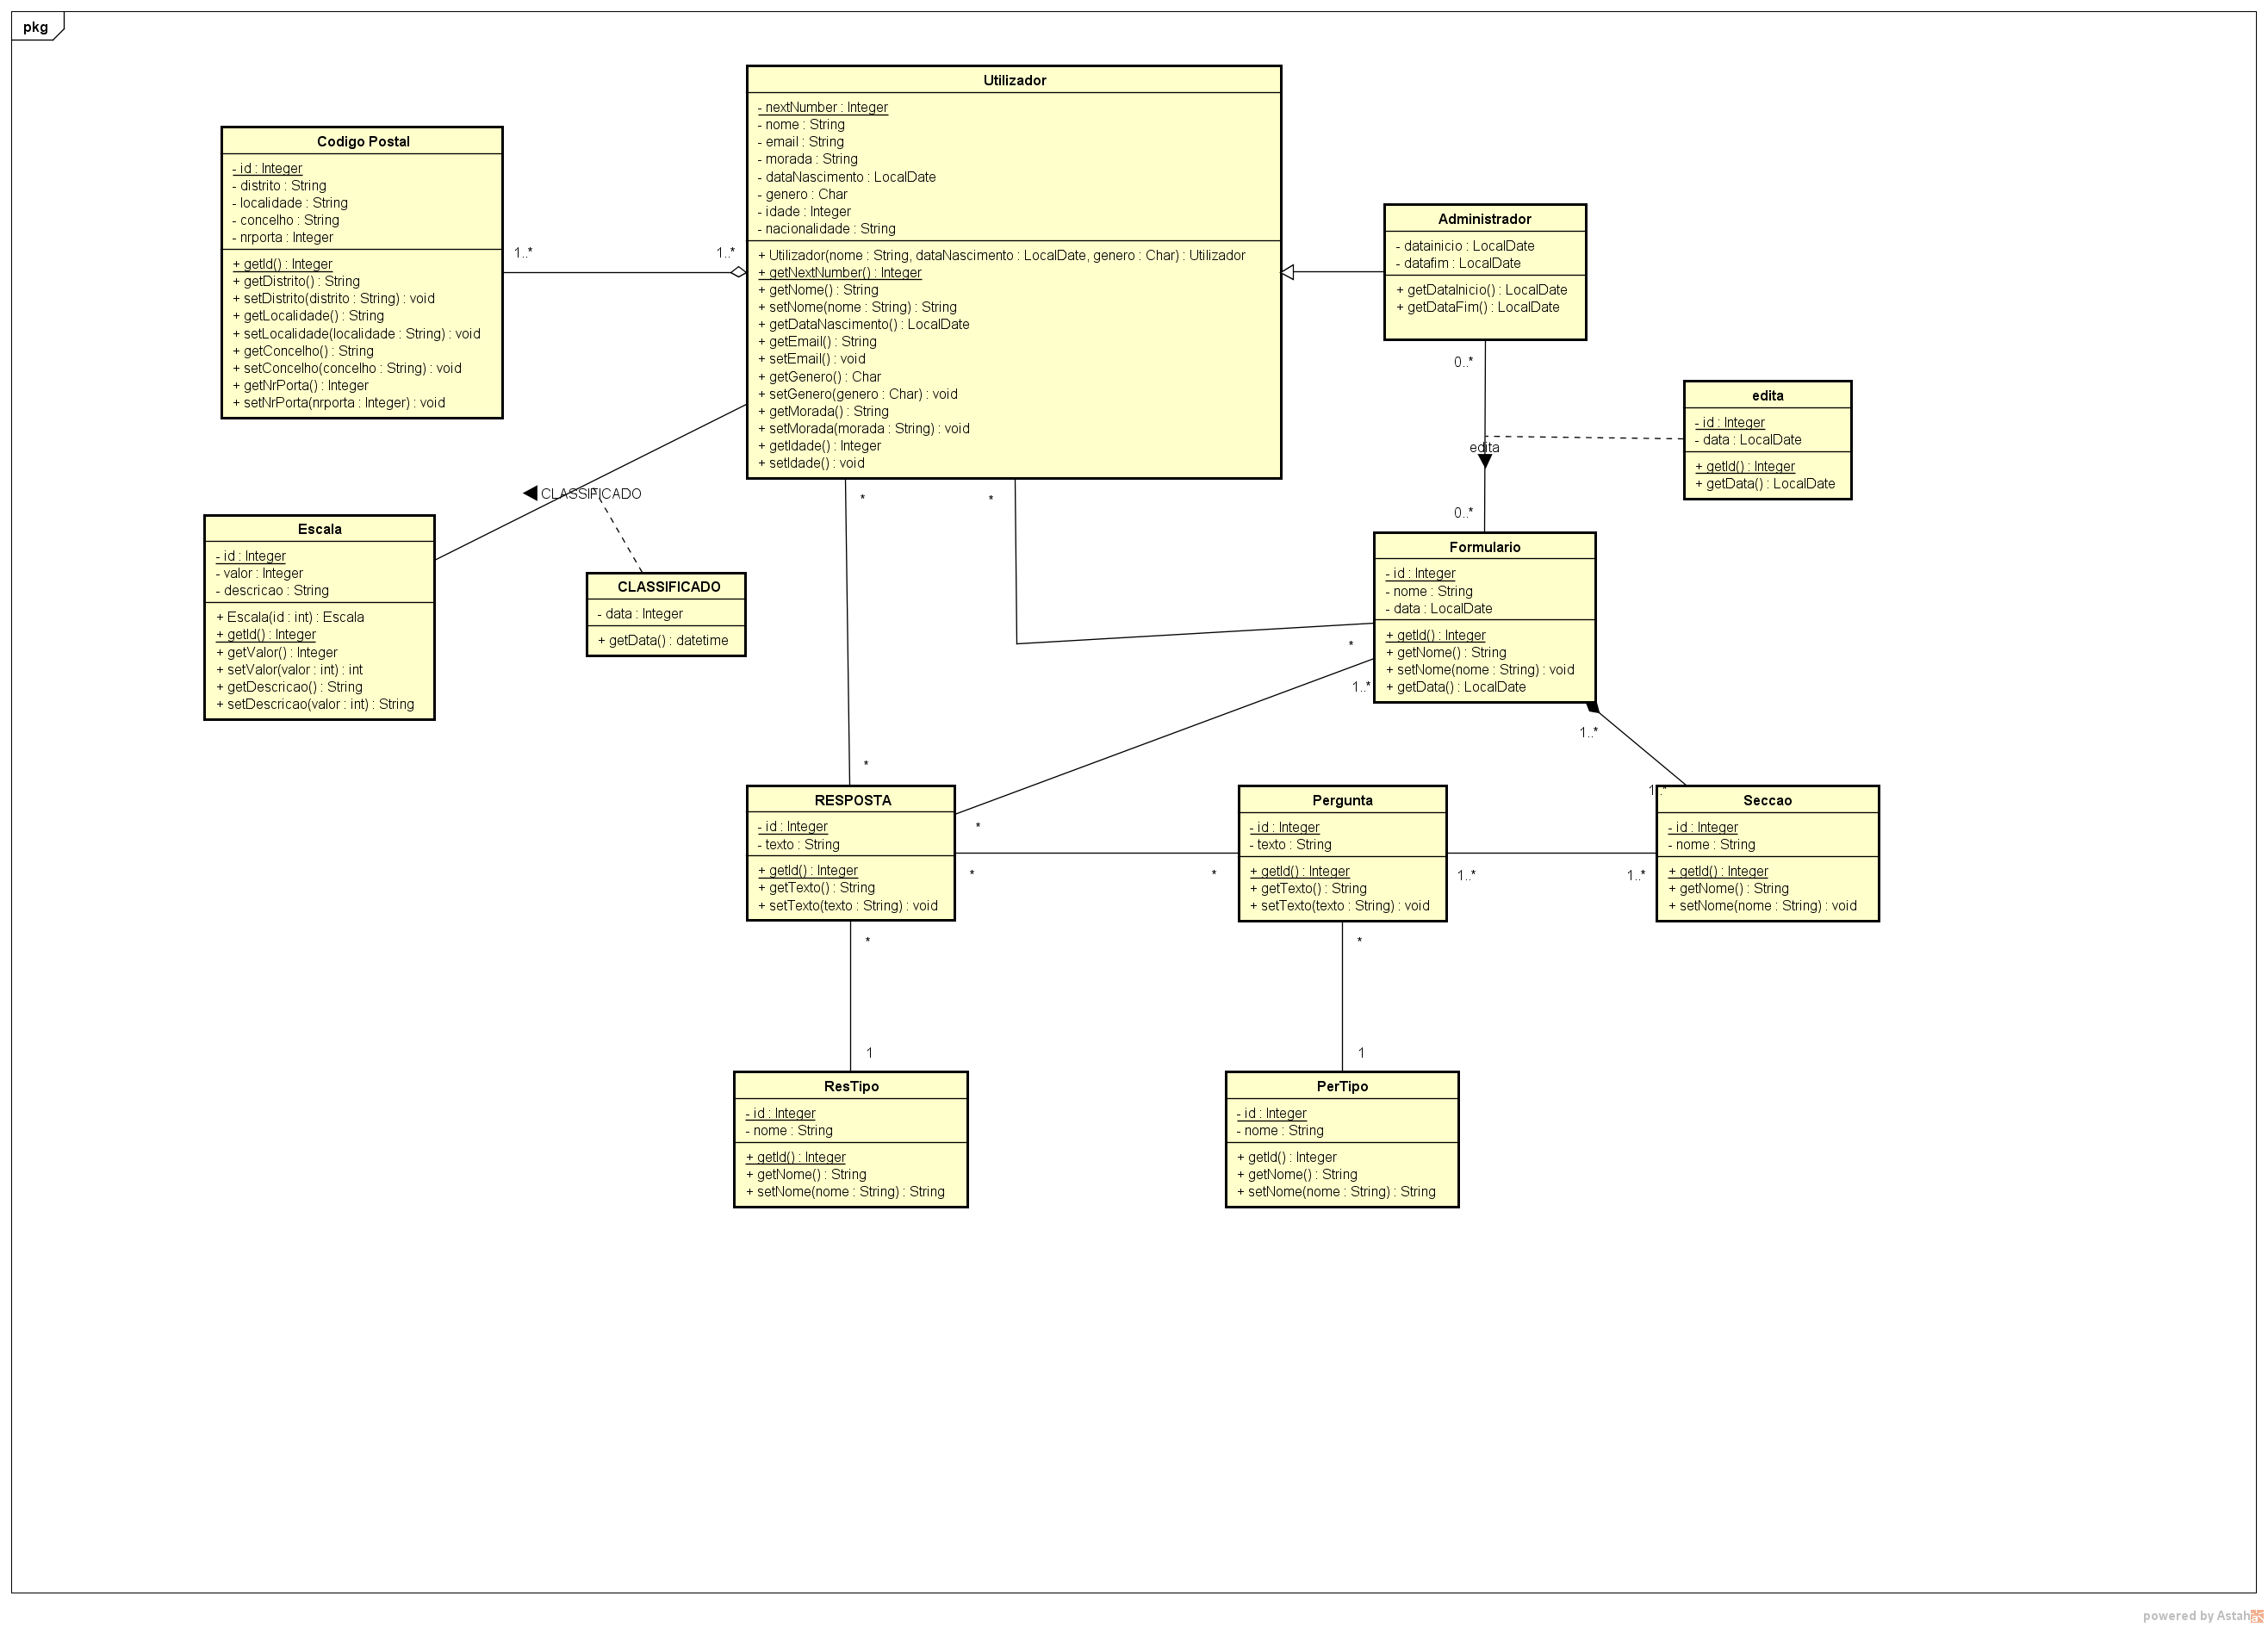 pkg
Utilizador
- nextNumber : Integer
- nome : String
- email : String
- morada : String
- dataNascimento : LocalDate
- genero : Char
- idade : Integer
- nacionalidade : String
+ Utilizador(nome : String, dataNascimento : LocalDate, genero : Char) : Utilizador
+ getNextNumber() : Integer
+ getNome() : String
+ setNome(nome : String) : String
+ getDataNascimento() : LocalDate
+ getEmail() : String
+ setEmail() : void
+ getGenero() : Char
+ setGenero(genero : Char) : void
+ getMorada() : String
+ setMorada(morada : String) : void
+ getIdade() : Integer
+ setIdade() : void
Codigo Postal
- id : Integer
- distrito : String
- localidade : String
- concelho : String
- nrporta : Integer
+ getId() : Integer
+ getDistrito() : String
+ setDistrito(distrito : String) : void
+ getLocalidade() : String
+ setLocalidade(localidade : String) : void
+ getConcelho() : String
+ setConcelho(concelho : String) : void
+ getNrPorta() : Integer
+ setNrPorta(nrporta : Integer) : void
1..*
1..*
Administrador
- datainicio : LocalDate
- datafim : LocalDate
+ getDataInicio() : LocalDate
+ getDataFim() : LocalDate
0..*
edita
0..*
edita
- id : Integer
- data : LocalDate
+ getId() : Integer
+ getData() : LocalDate
CLASSIFICADO
Escala
- id : Integer
- valor : Integer
- descricao : String
+ Escala(id : int) : Escala
+ getId() : Integer
+ getValor() : Integer
+ setValor(valor : int) : int
+ getDescricao() : String
+ setDescricao(valor : int) : String
CLASSIFICADO
- data : Integer
+ getData() : datetime
*
*
Formulario
- id : Integer
- nome : String
- data : LocalDate
+ getId() : Integer
+ getNome() : String
+ setNome(nome : String) : void
+ getData() : LocalDate
*
1..*
1..*
*
1..*
RESPOSTA
- id : Integer
- texto : String
+ getId() : Integer
+ getTexto() : String
+ setTexto(texto : String) : void
*
*
*
Pergunta
- id : Integer
- texto : String
+ getId() : Integer
+ getTexto() : String
+ setTexto(texto : String) : void
1..*
1..*
Seccao
- id : Integer
- nome : String
+ getId() : Integer
+ getNome() : String
+ setNome(nome : String) : void
*
*
1
1
ResTipo
- id : Integer
- nome : String
+ getId() : Integer
+ getNome() : String
+ setNome(nome : String) : String
PerTipo
- id : Integer
- nome : String
+ getId() : Integer
+ getNome() : String
+ setNome(nome : String) : String
powered by Astah